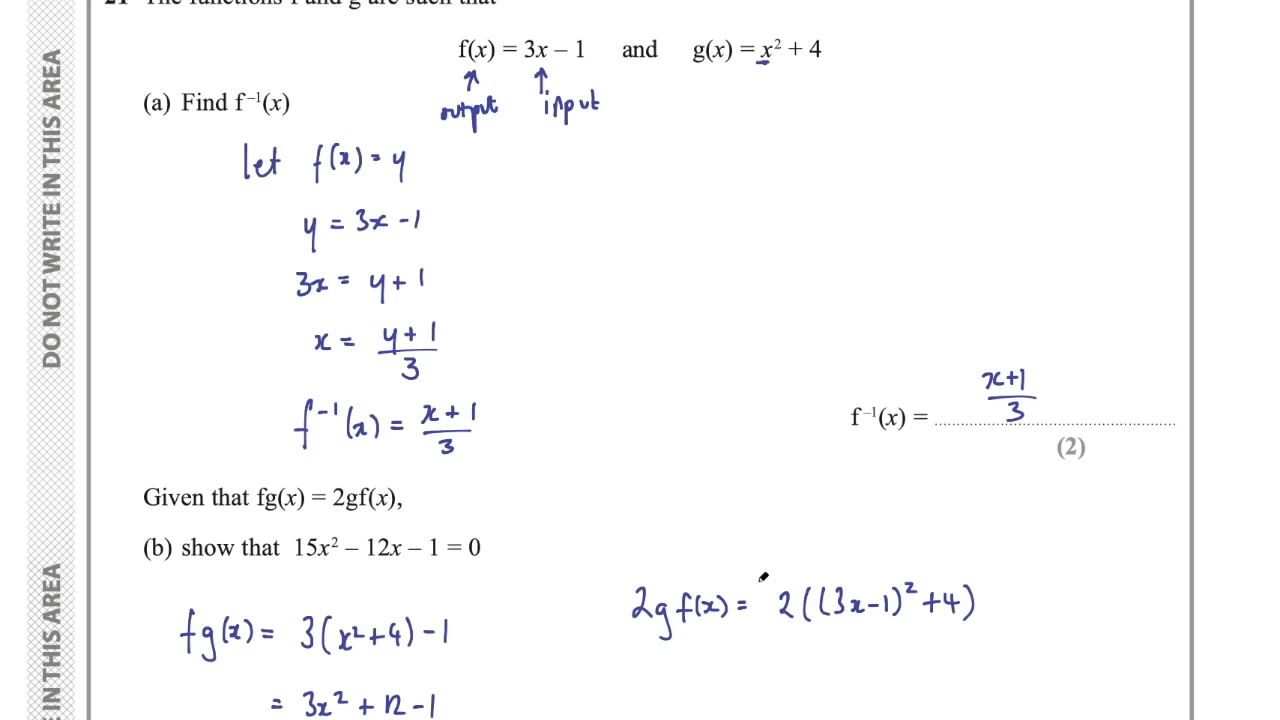 21 The functions f and g are such that
f(x) = 3x – 1 and g(x) = x² + 4
output input
(a) Find f⁻¹(x)
let f(x) = y
y = 3x - 1
3x = y + 1
x = (y + 1)/3
f⁻¹(x) = (x + 1)/3
f⁻¹(x) = (x+1)/3
(2)
Given that fg(x) = 2gf(x),
(b) show that 15x² – 12x – 1 = 0
fg(x) = 3(x²+4) - 1
= 3x² + 12 - 1
2gf(x) = 2((3x-1)² + 4)
DO NOT WRITE IN THIS AREA
E IN THIS AREA